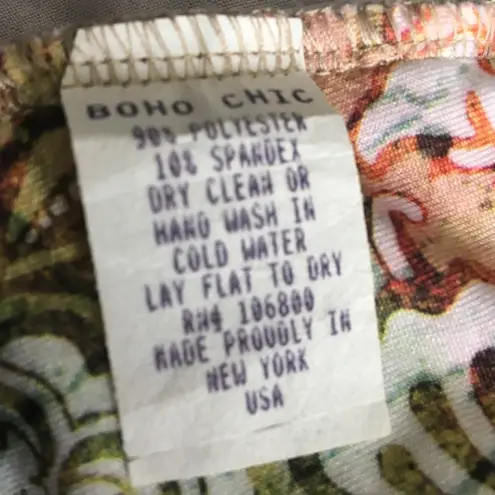 BOHO CHIC
90% POLYESTER
10% SPANDEX
DRY CLEAN OR
HAND WASH IN
COLD WATER
LAY FLAT TO DRY
RN# 106800
MADE PROUDLY IN
NEW YORK
USA